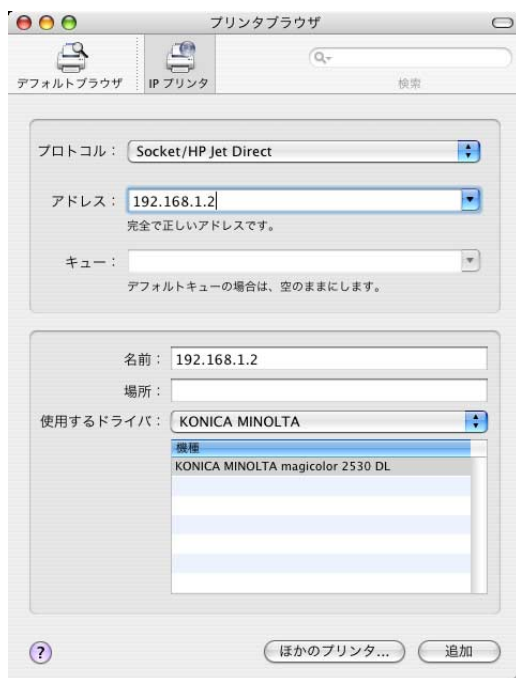 プリンタブラウザ
デフォルトブラウザ
IP プリンタ
検索
プロトコル： Socket/HP Jet Direct
アドレス： 192.168.1.2
完全で正しいアドレスです。
キュー：
デフォルトキューの場合は、空のままにします。
名前： 192.168.1.2
場所：
使用するドライバ： KONICA MINOLTA
機種
KONICA MINOLTA magicolor 2530 DL
?
ほかのプリンタ...
追加